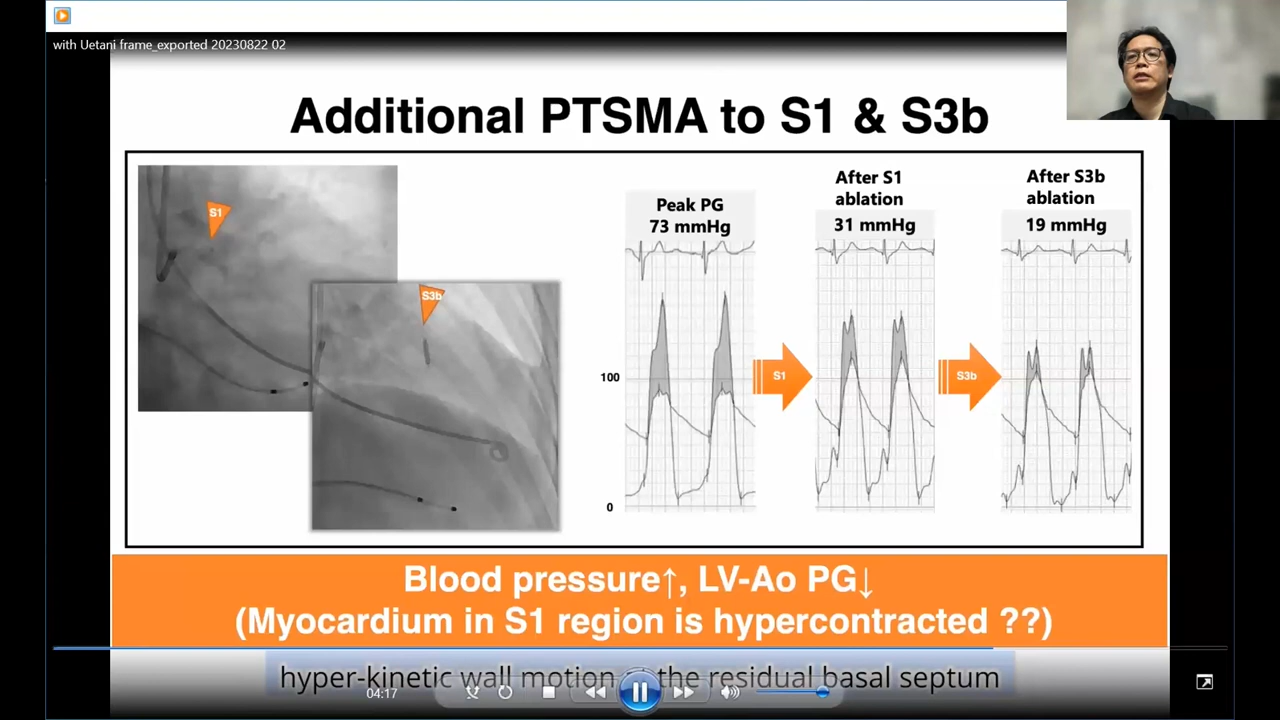 with Uetani frame_exported 20230822 02
Additional PTSMA to S1 & S3b
S1
S3b
Peak PG
73 mmHg
After S1
ablation
31 mmHg
After S3b
ablation
19 mmHg
100
0
S1
S3b
Blood pressure↑, LV-Ao PG↓
(Myocardium in S1 region is hypercontracted ??)
hyper-kinetic wall motion the residual basal septum
04:17